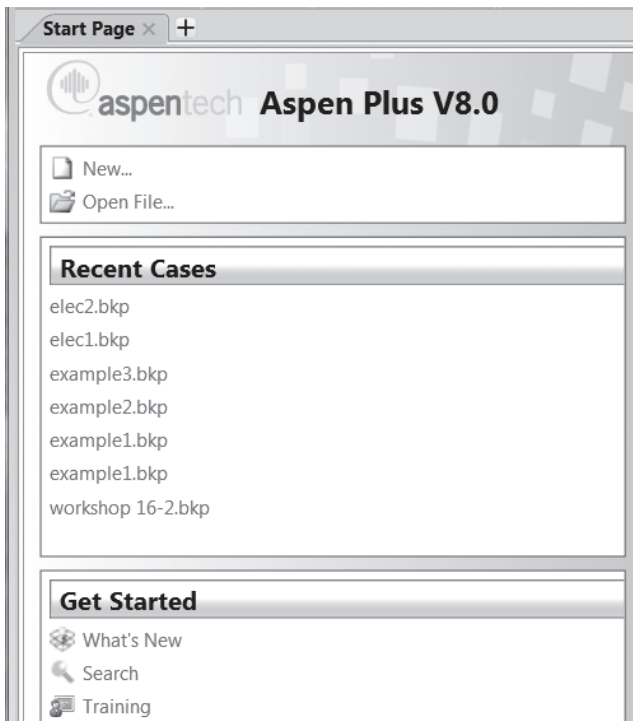 Start Page
aspentech Aspen Plus V8.0
New...
Open File...
Recent Cases
elec2.bkp
elec1.bkp
example3.bkp
example2.bkp
example1.bkp
example1.bkp
workshop 16-2.bkp
Get Started
What's New
Search
Training